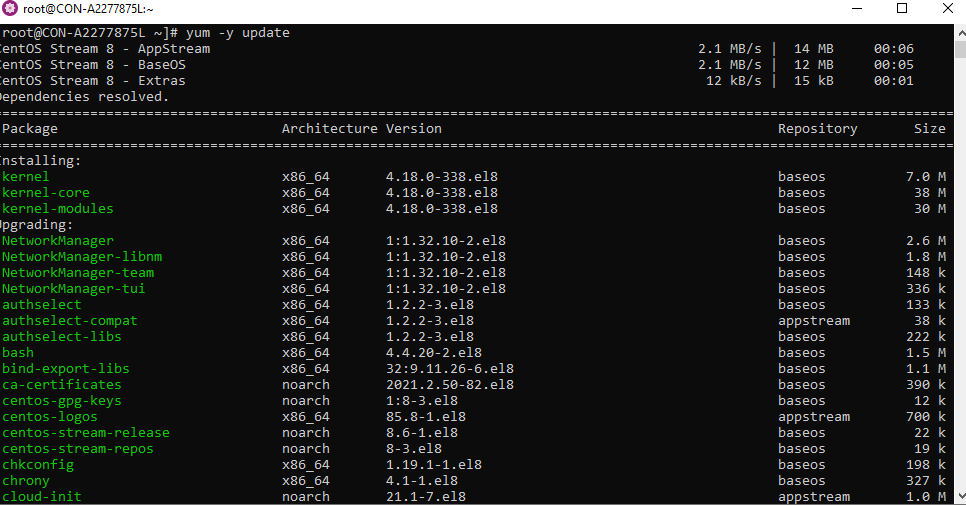 root@CON-A2277875L:~
root@CON-A2277875L ~]# yum -y update
CentOS Stream 8 - AppStream 2.1 MB/s | 14 MB 00:06
CentOS Stream 8 - BaseOS 2.1 MB/s | 12 MB 00:05
CentOS Stream 8 - Extras 12 kB/s | 15 kB 00:01
Dependencies resolved.
Package Architecture Version Repository Size
Installing:
kernel x86_64 4.18.0-338.el8 baseos 7.0 M
kernel-core x86_64 4.18.0-338.el8 baseos 38 M
kernel-modules x86_64 4.18.0-338.el8 baseos 30 M
Upgrading:
NetworkManager x86_64 1:1.32.10-2.el8 baseos 2.6 M
NetworkManager-libnm x86_64 1:1.32.10-2.el8 baseos 1.8 M
NetworkManager-team x86_64 1:1.32.10-2.el8 baseos 148 k
NetworkManager-tui x86_64 1:1.32.10-2.el8 baseos 336 k
authselect x86_64 1.2.2-3.el8 baseos 133 k
authselect-compat x86_64 1.2.2-3.el8 appstream 38 k
authselect-libs x86_64 1.2.2-3.el8 baseos 222 k
bash x86_64 4.4.20-2.el8 baseos 1.5 M
bind-export-libs x86_64 32:9.11.26-6.el8 baseos 1.1 M
ca-certificates noarch 2021.2.50-82.el8 baseos 390 k
centos-gpg-keys noarch 1:8-3.el8 baseos 12 k
centos-logos x86_64 85.8-1.el8 appstream 700 k
centos-stream-release noarch 8.6-1.el8 baseos 22 k
centos-stream-repos noarch 8-3.el8 baseos 19 k
chkconfig x86_64 1.19.1-1.el8 baseos 198 k
chrony x86_64 4.1-1.el8 baseos 327 k
cloud-init noarch 21.1-7.el8 appstream 1.0 M